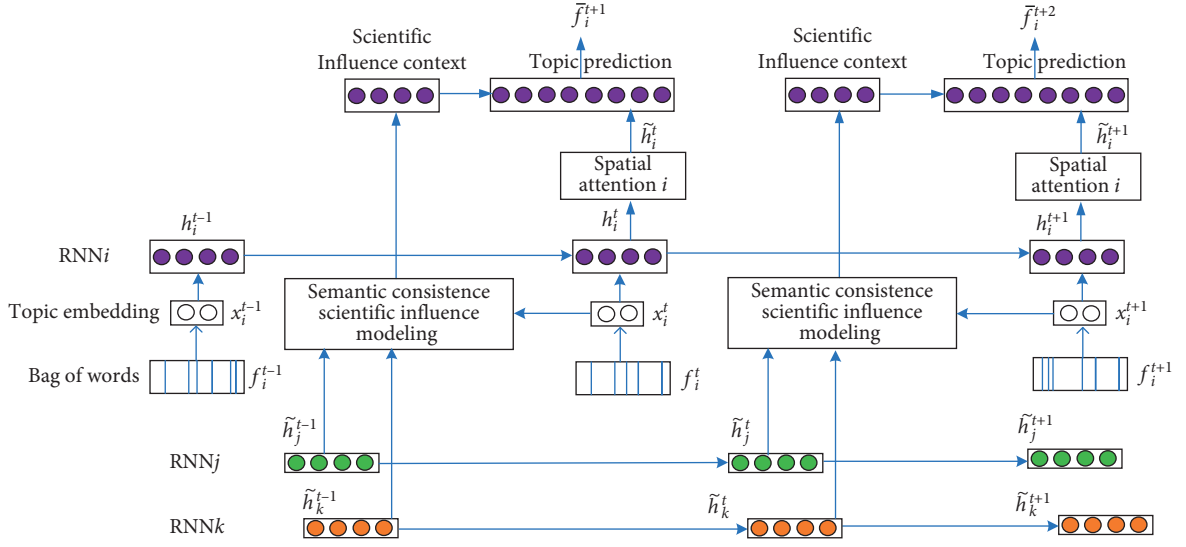 f̄_i^{t+1}
f̄_i^{t+2}
Scientific
Influence context
Topic prediction
Scientific
Influence context
Topic prediction
h̃_i^t
h̃_i^{t+1}
Spatial
attention i
Spatial
attention i
h_i^{t-1}
h_i^t
h_i^{t+1}
RNNi
Topic embedding
x_i^{t-1}
Semantic consistence
scientific influence
modeling
x_i^t
Semantic consistence
scientific influence
modeling
x_i^{t+1}
Bag of words
f_i^{t-1}
f_i^t
f_i^{t+1}
h̃_j^{t-1}
h̃_j^t
h̃_j^{t+1}
RNNj
h̃_k^{t-1}
h̃_k^t
h̃_k^{t+1}
RNNk